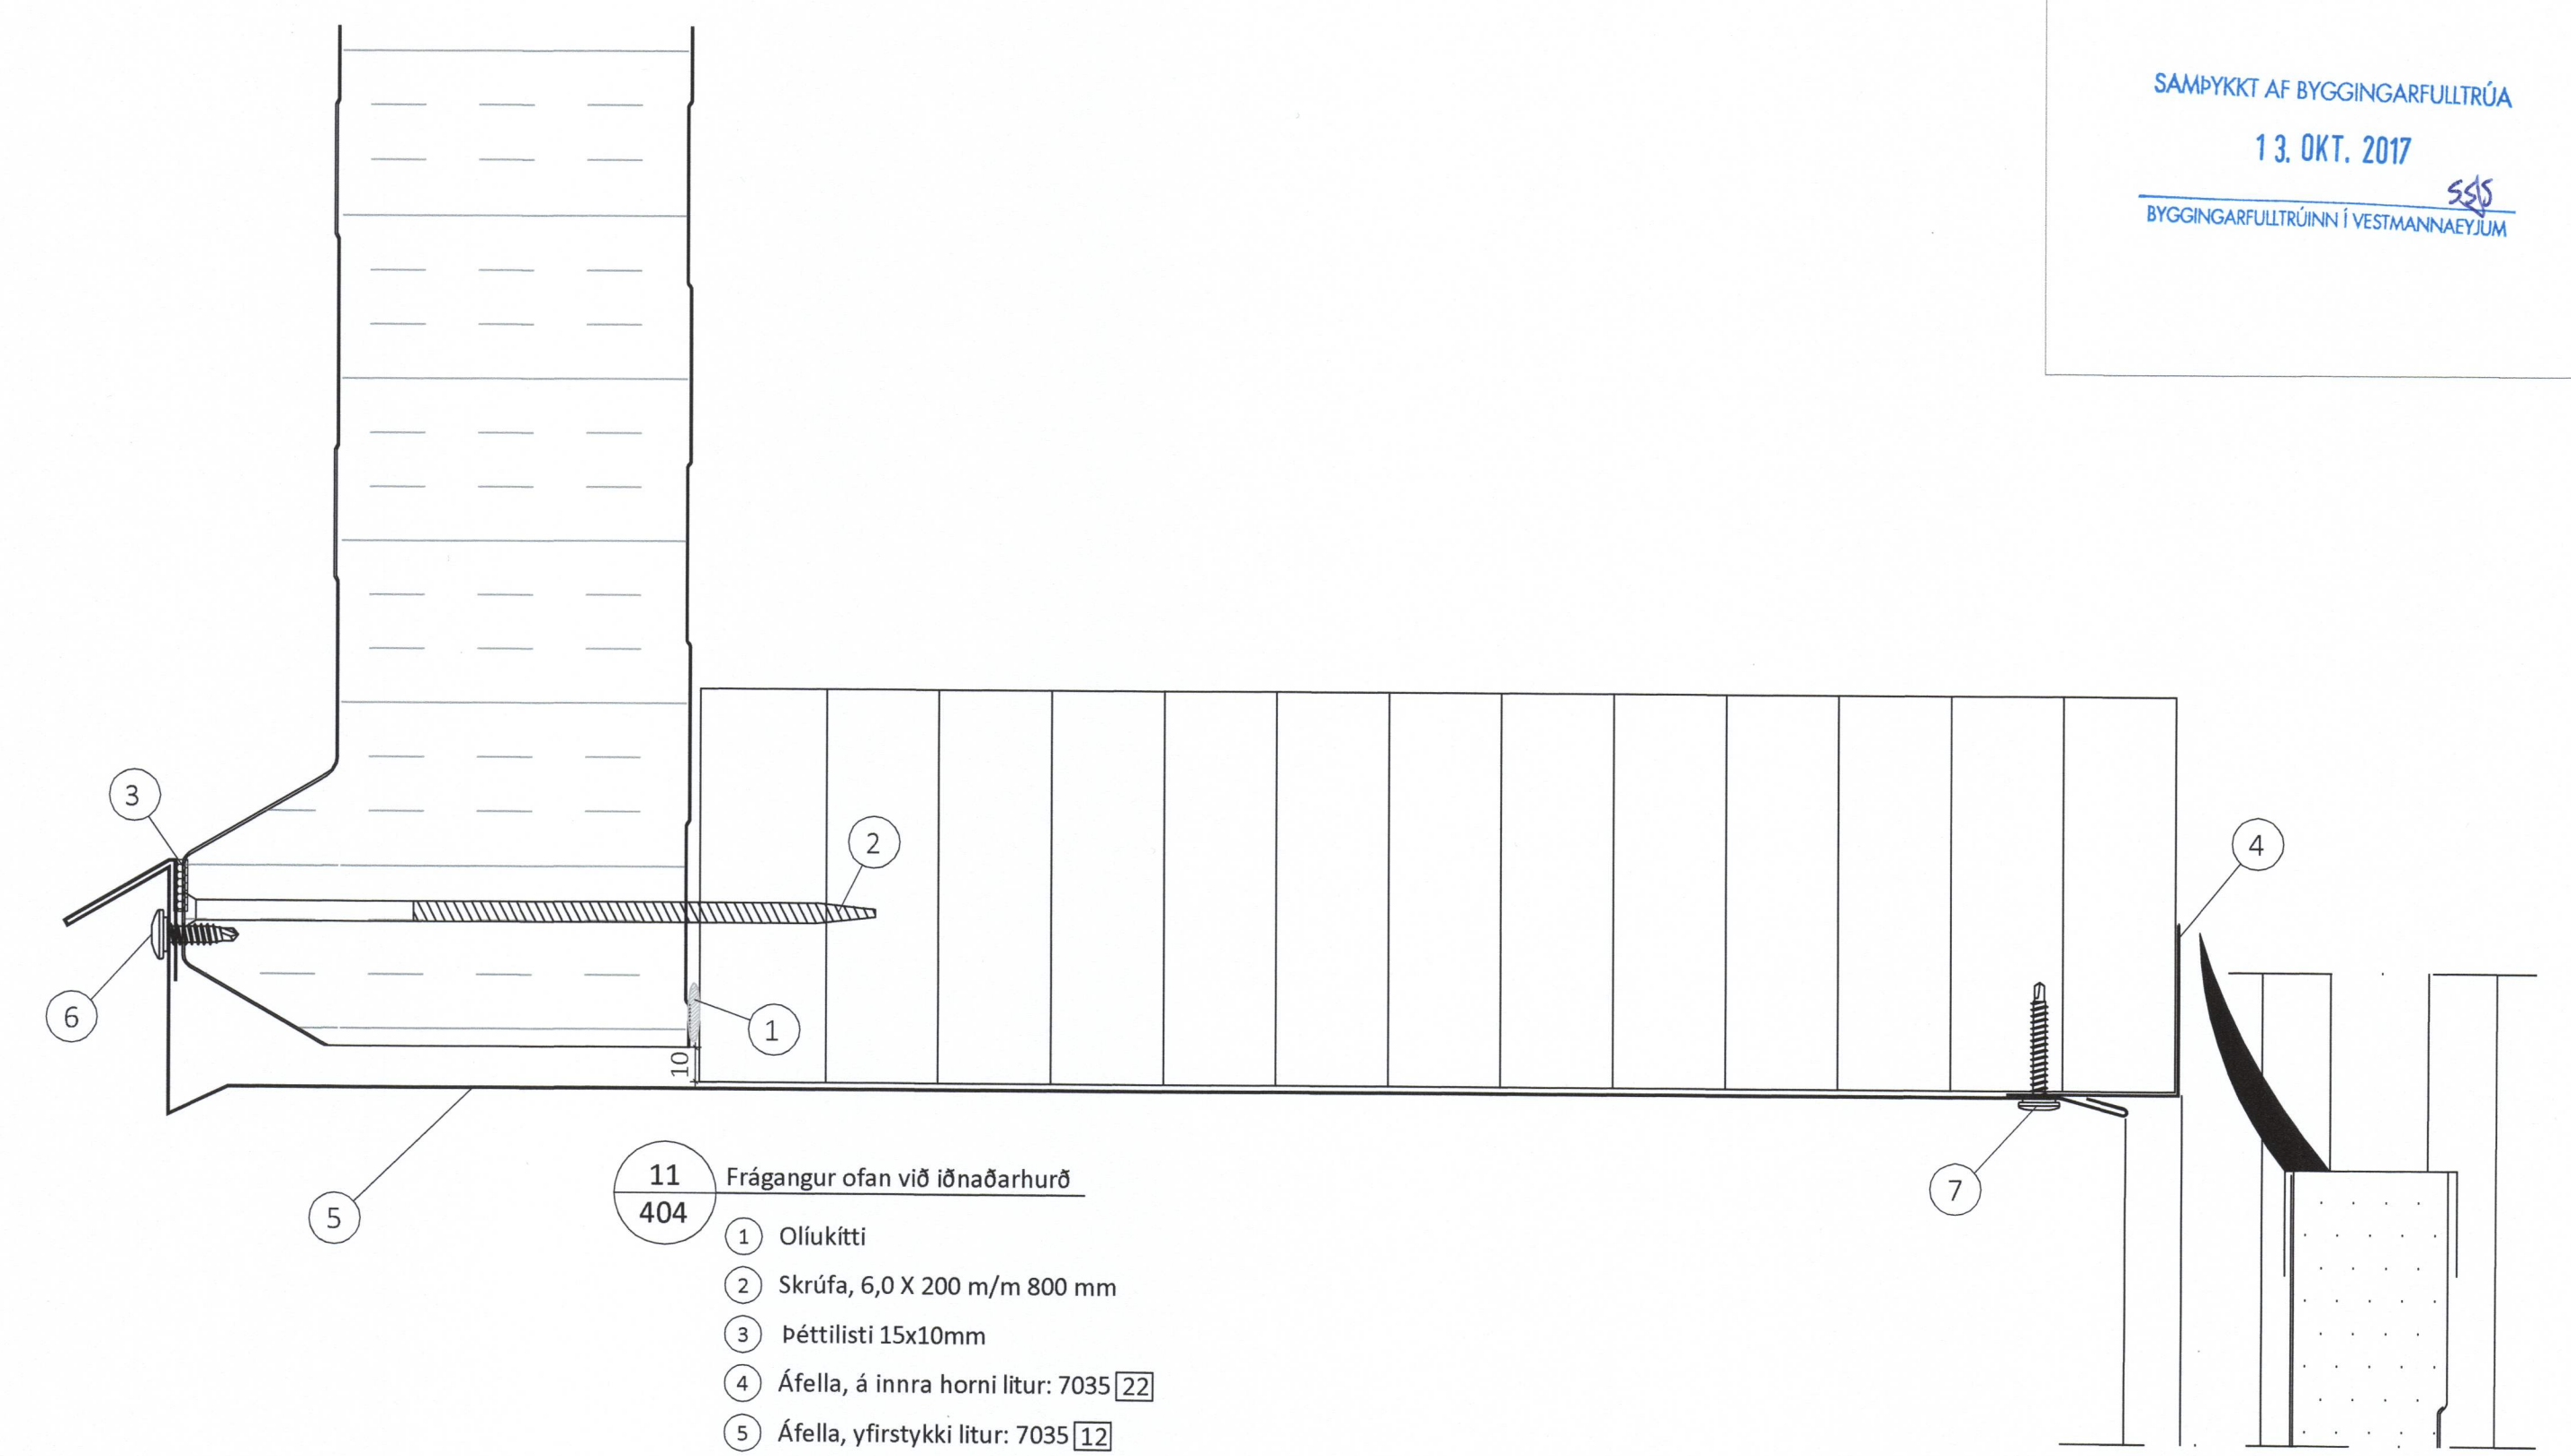 SAMÞYKKT AF BYGGINGARFULLTRÚA
13. OKT. 2017
BYGGINGARFULLTRÚINN Í VESTMANNAEYJUM
3
2
4
6
1
10
7
5
11
404
Frágangur ofan við iðnaðarhurð
1 Olíukítti
2 Skrúfa, 6,0 X 200 m/m 800 mm
3 Þéttilisti 15x10mm
4 Áfella, á innra horni litur: 7035 22
5 Áfella, yfirstykki litur: 7035 12